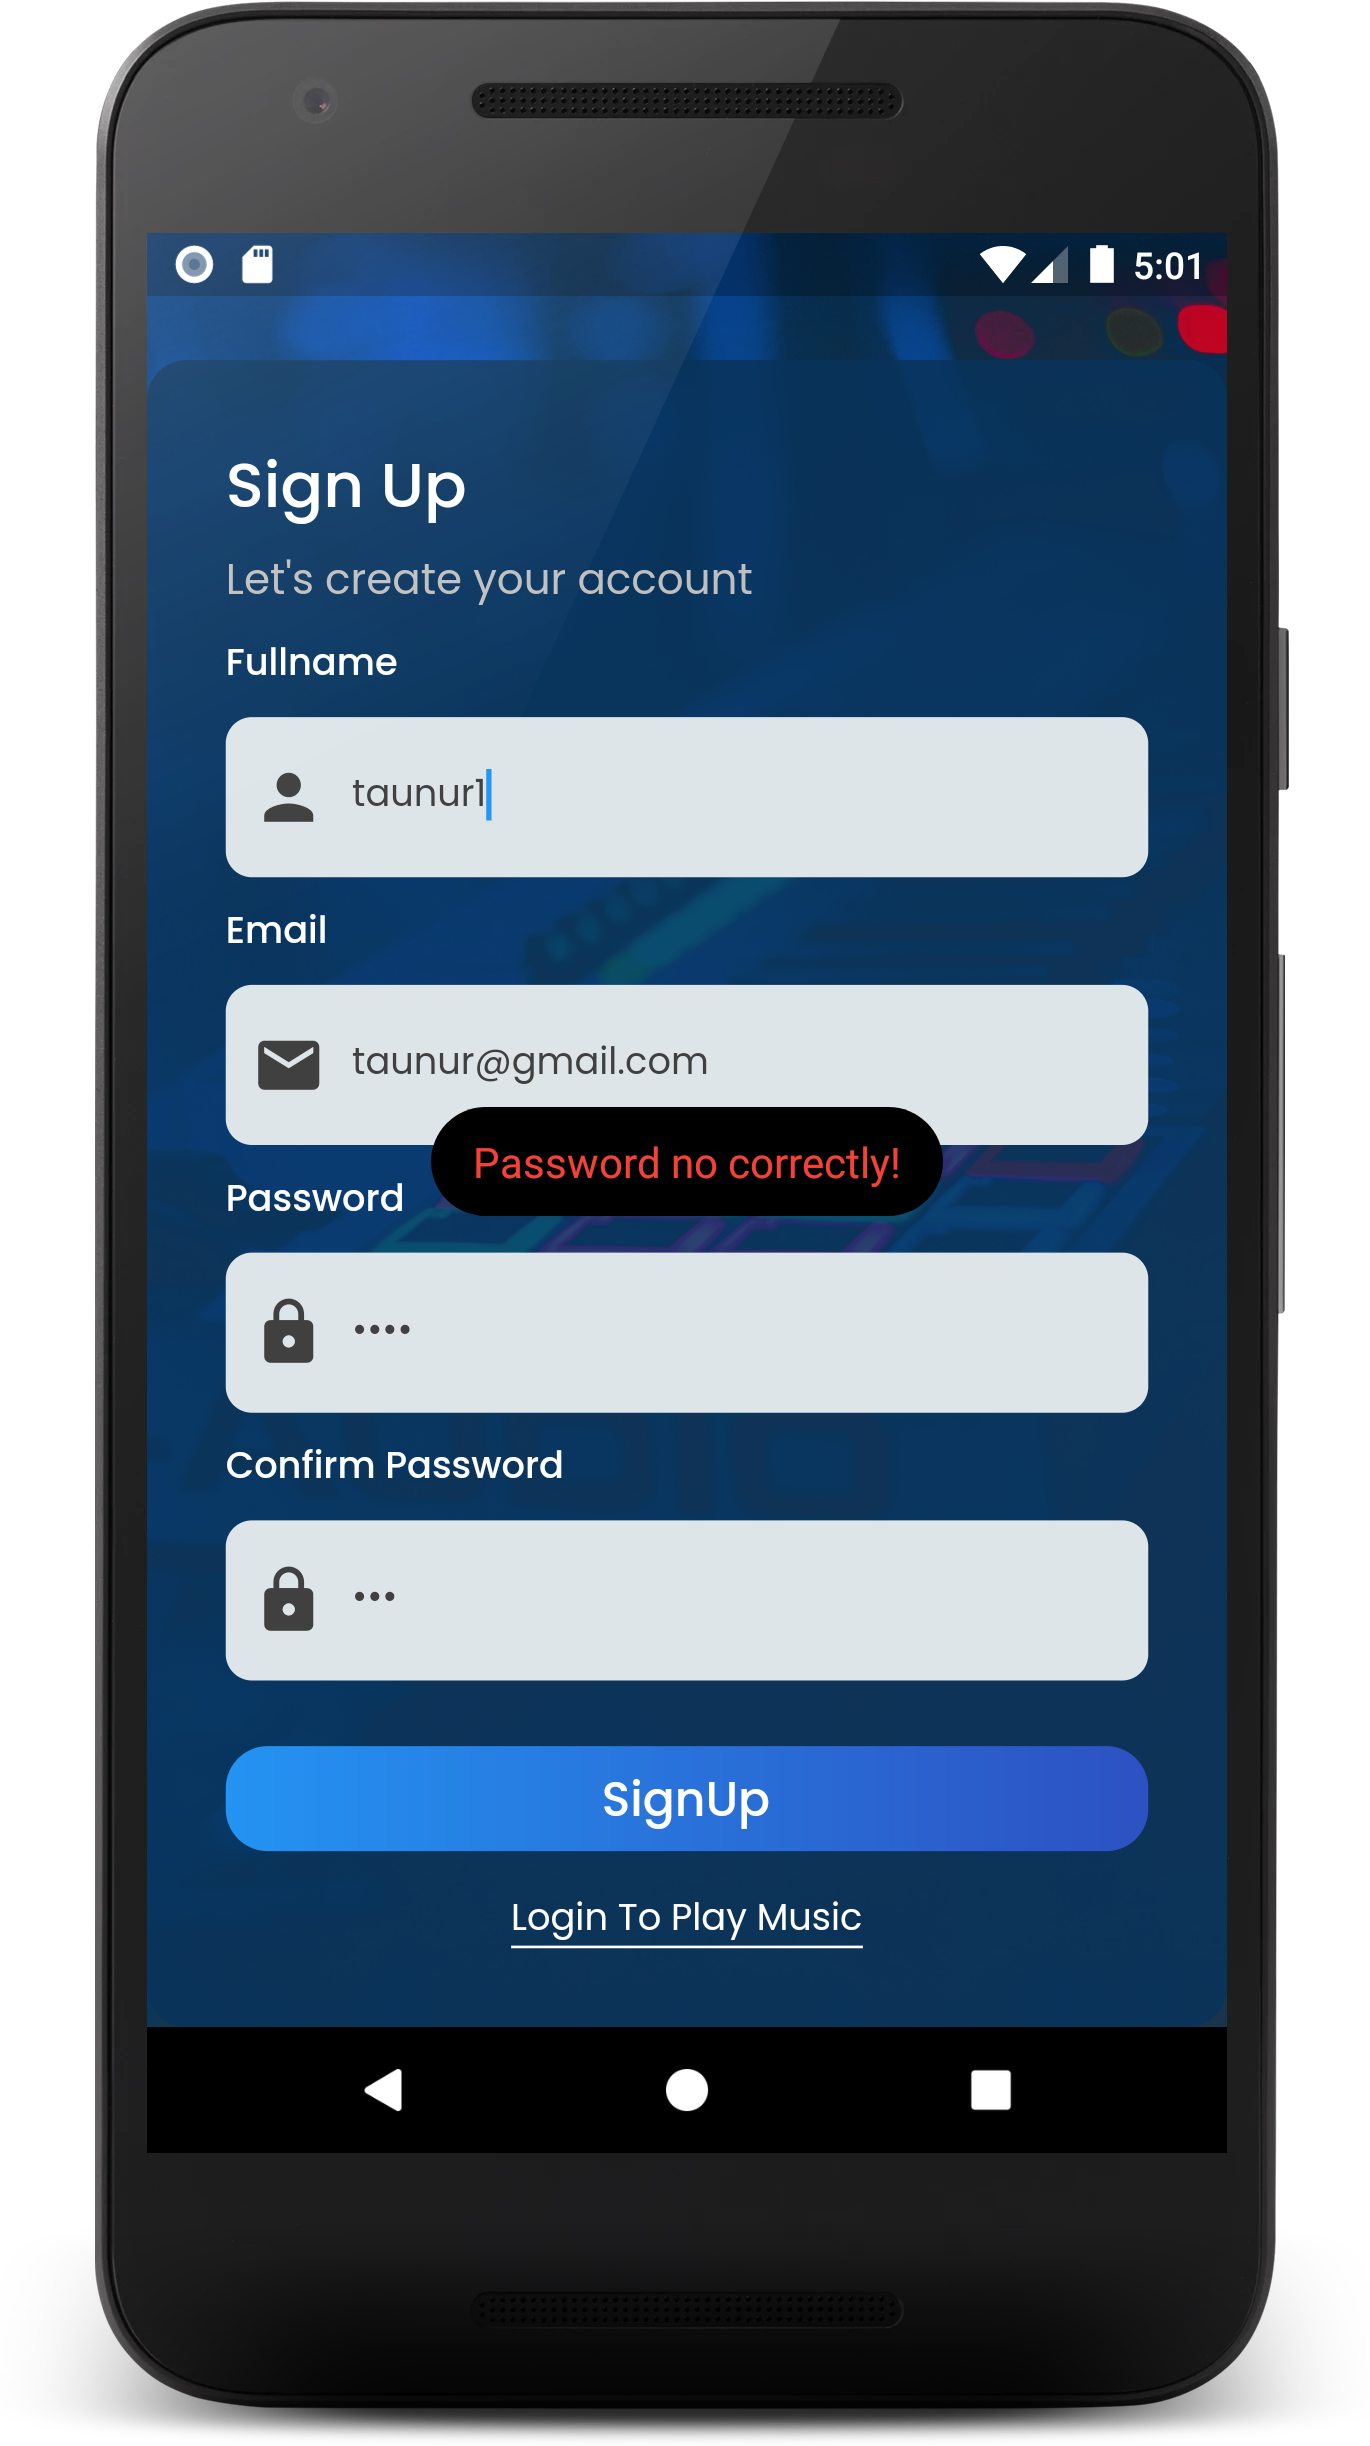 5:01
Sign Up
Let's create your account
Fullname
taunur1
Email
taunur@gmail.com
Password no correctly!
Password
••••
Confirm Password
•••
SignUp
Login To Play Music